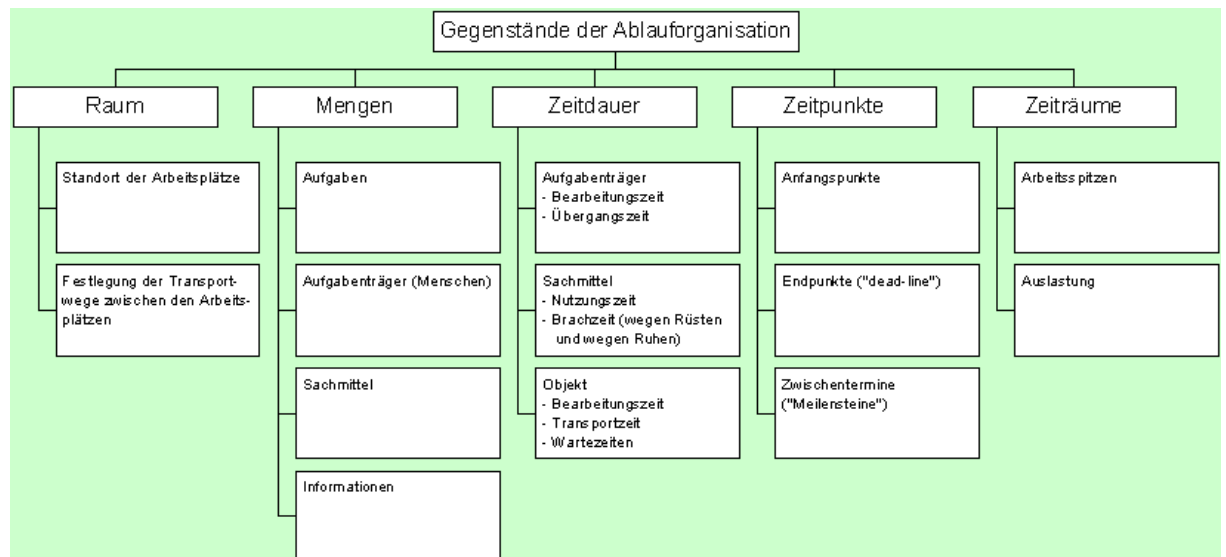 Gegenstände der Ablauforganisation
Raum
Standort der Arbeitsplätze
Festlegung der Transport-
wege zwischen den Arbeits-
plätzen
Mengen
Aufgaben
Aufgabenträger (Menschen)
Sachmittel
Informationen
Zeitdauer
Aufgabenträger
- Bearbeitungszeit
- Übergangszeit
Sachmittel
- Nutzungszeit
- Brachzeit (wegen Rüsten
und wegen Ruhen)
Objekt
- Bearbeitungszeit
- Transportzeit
- Wartezeiten
Zeitpunkte
Anfangspunkte
Endpunkte ("dead-line")
Zwischentermine
("Meilensteine")
Zeiträume
Arbeitsspitzen
Auslastung